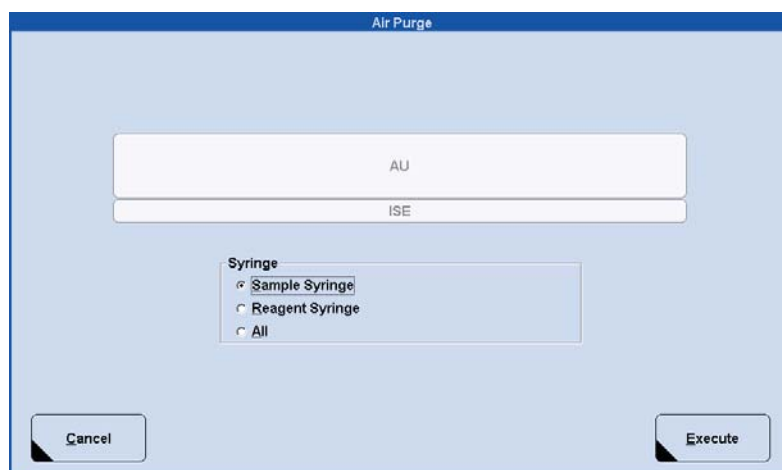 Air Purge
AU
ISE
Syringe
Sample Syringe
Reagent Syringe
All
Cancel
Execute